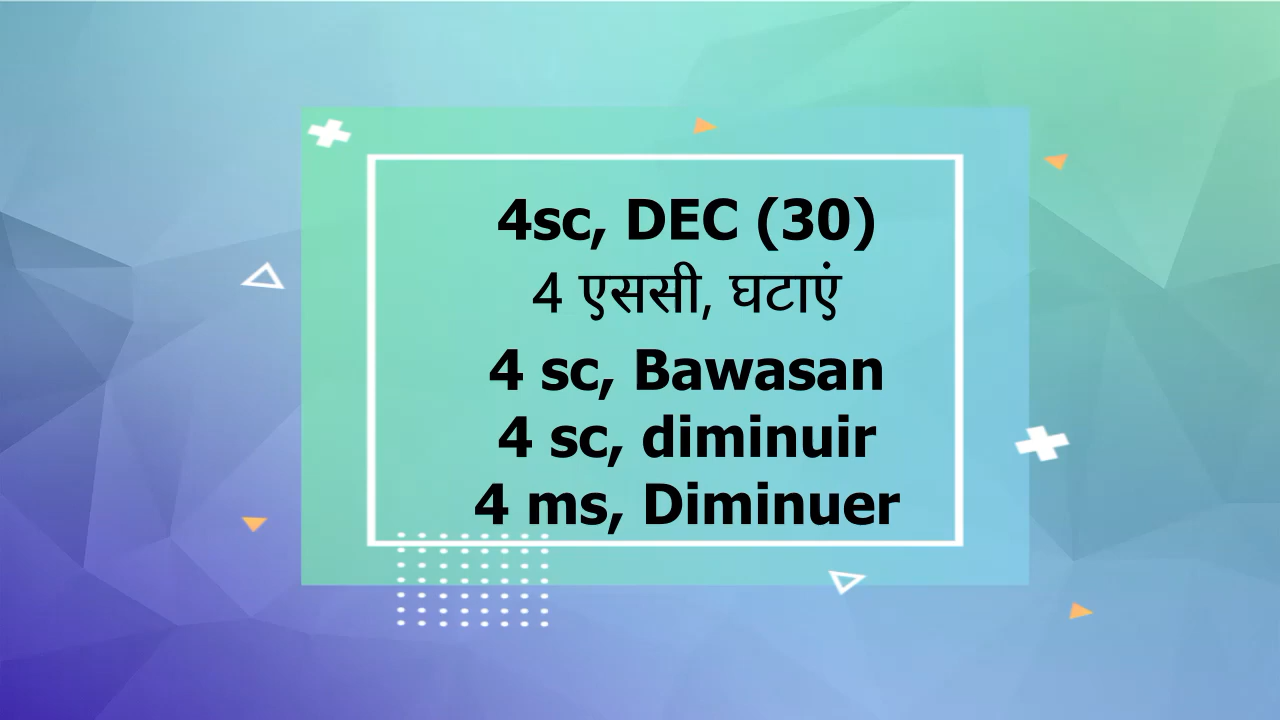 4sc, DEC (30)
4 एससी, घटाएं
4 sc, Bawasan
4 sc, diminuir
4 ms, Diminuer